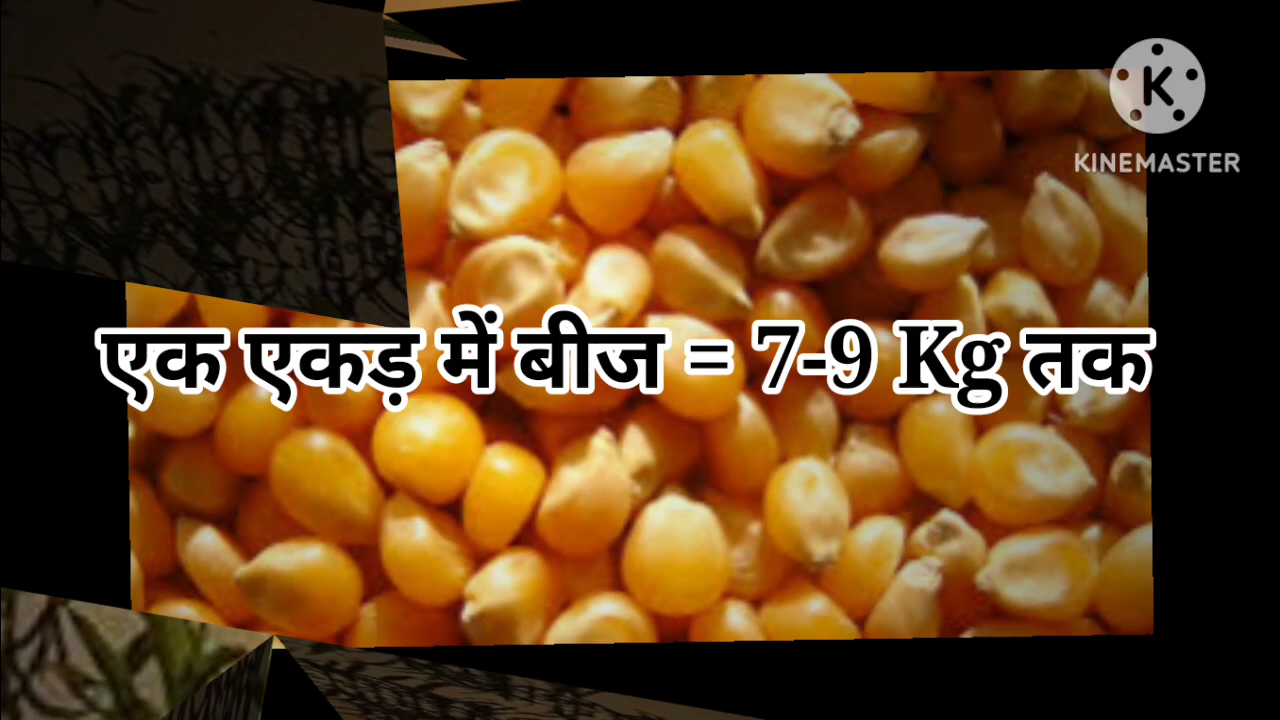 KINEMASTER
एक एकड़ में बीज = 7-9 Kg तक